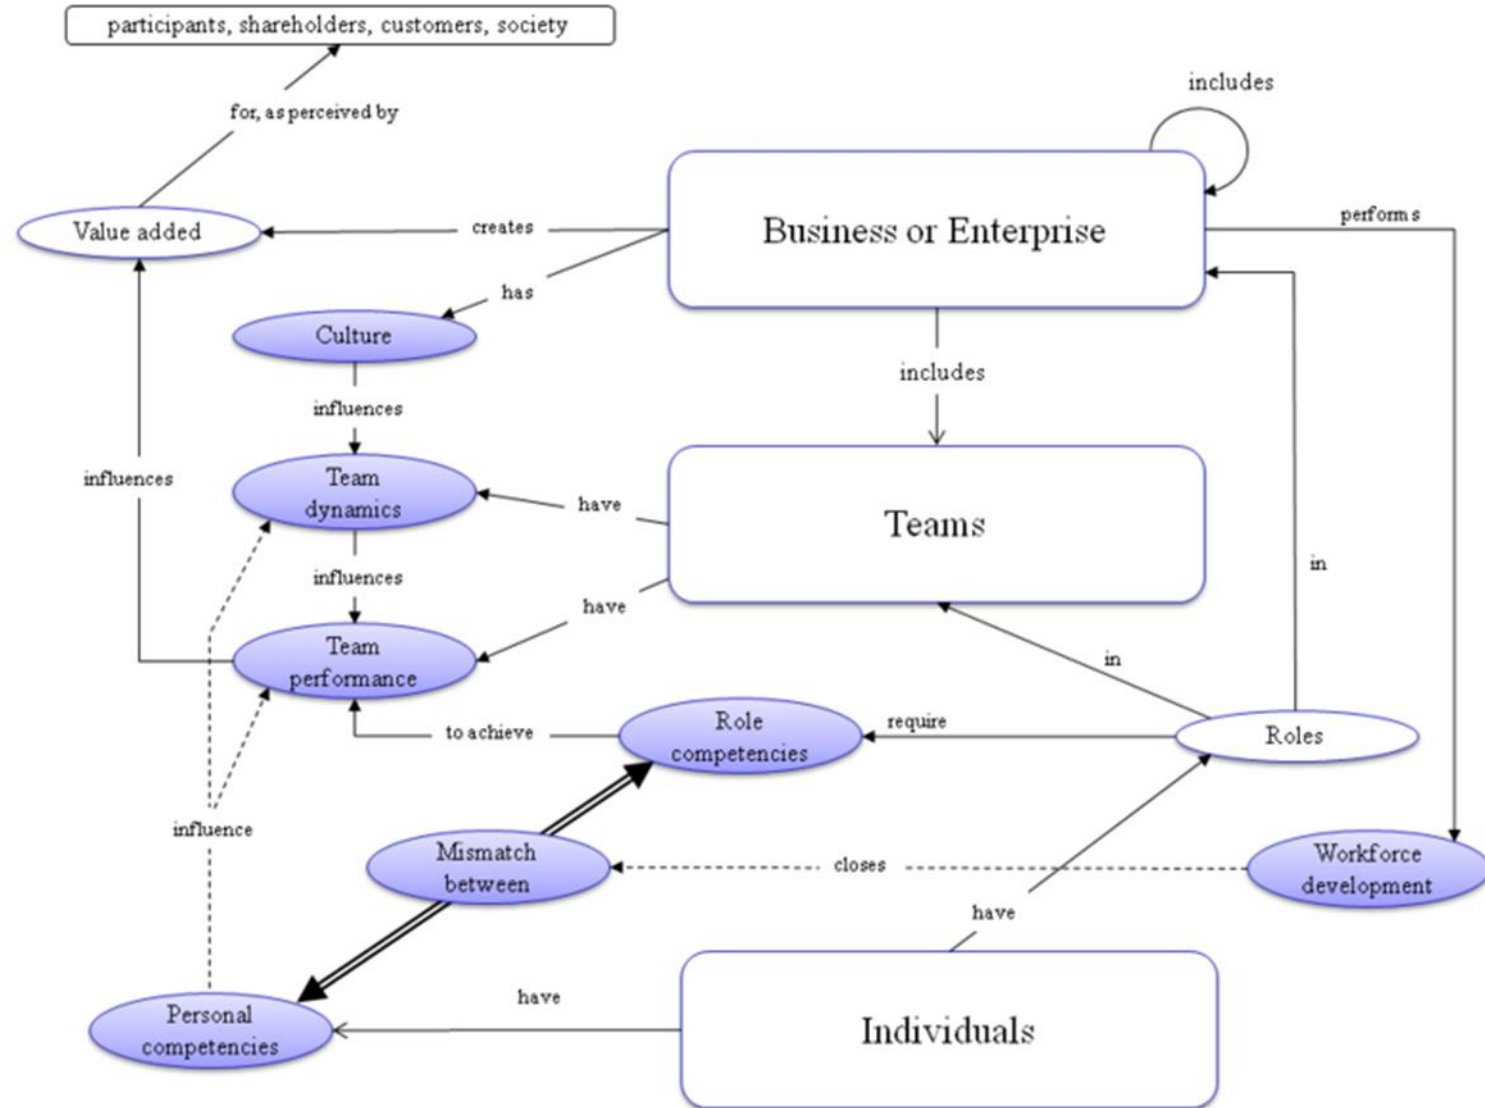 participants, shareholders, customers, society
includes
for, as perceived by
performs
Value added
creates
Business or Enterprise
has
Culture
includes
influences
influences
Team
dynamics
have
Teams
in
influences
have
Team
performance
in
to achieve
Role
competencies
require
Roles
influence
Mismatch
between
closes
Workforce
development
have
have
Personal
competencies
Individuals